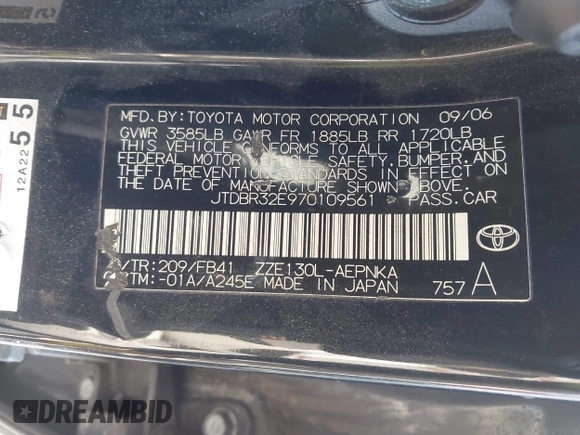 MFD.BY:TOYOTA MOTOR CORPORATION 09/06
GVWR 3585LB GAWR FR 1885LB RR 1720LB
THIS VEHICLE CONFORMS TO ALL APPLICABLE
FEDERAL MOTOR VEHICLE SAFETY, BUMPER, AND
THEFT PREVENTION STANDARDS IN EFFECT ON
THE DATE OF MANUFACTURE SHOWN ABOVE.
JTDBR32E970109561 PASS.CAR
C/TR:209/FB41 ZZE130L-AEPNKA
A/TM:-01A/A245E MADE IN JAPAN 757 A
55
12A22
DREAMBID